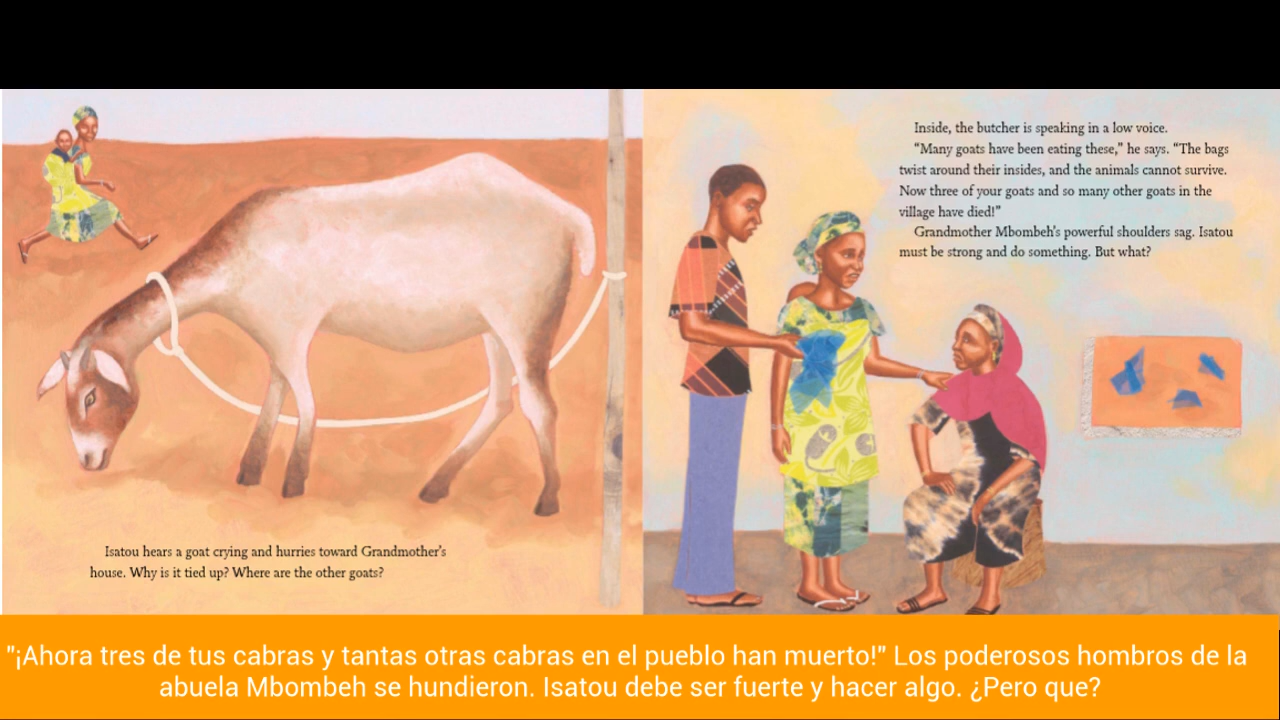 Isatou hears a goat crying and hurries toward Grandmother's
house. Why is it tied up? Where are the other goats?
Inside, the butcher is speaking in a low voice.
“Many goats have been eating these,” he says. “The bags
twist around their insides, and the animals cannot survive.
Now three of your goats and so many other goats in the
village have died!”
Grandmother Mbombeh’s powerful shoulders sag. Isatou
must be strong and do something. But what?
"¡Ahora tres de tus cabras y tantas otras cabras en el pueblo han muerto!" Los poderosos hombros de la
abuela Mbombeh se hundieron. Isatou debe ser fuerte y hacer algo. ¿Pero que?